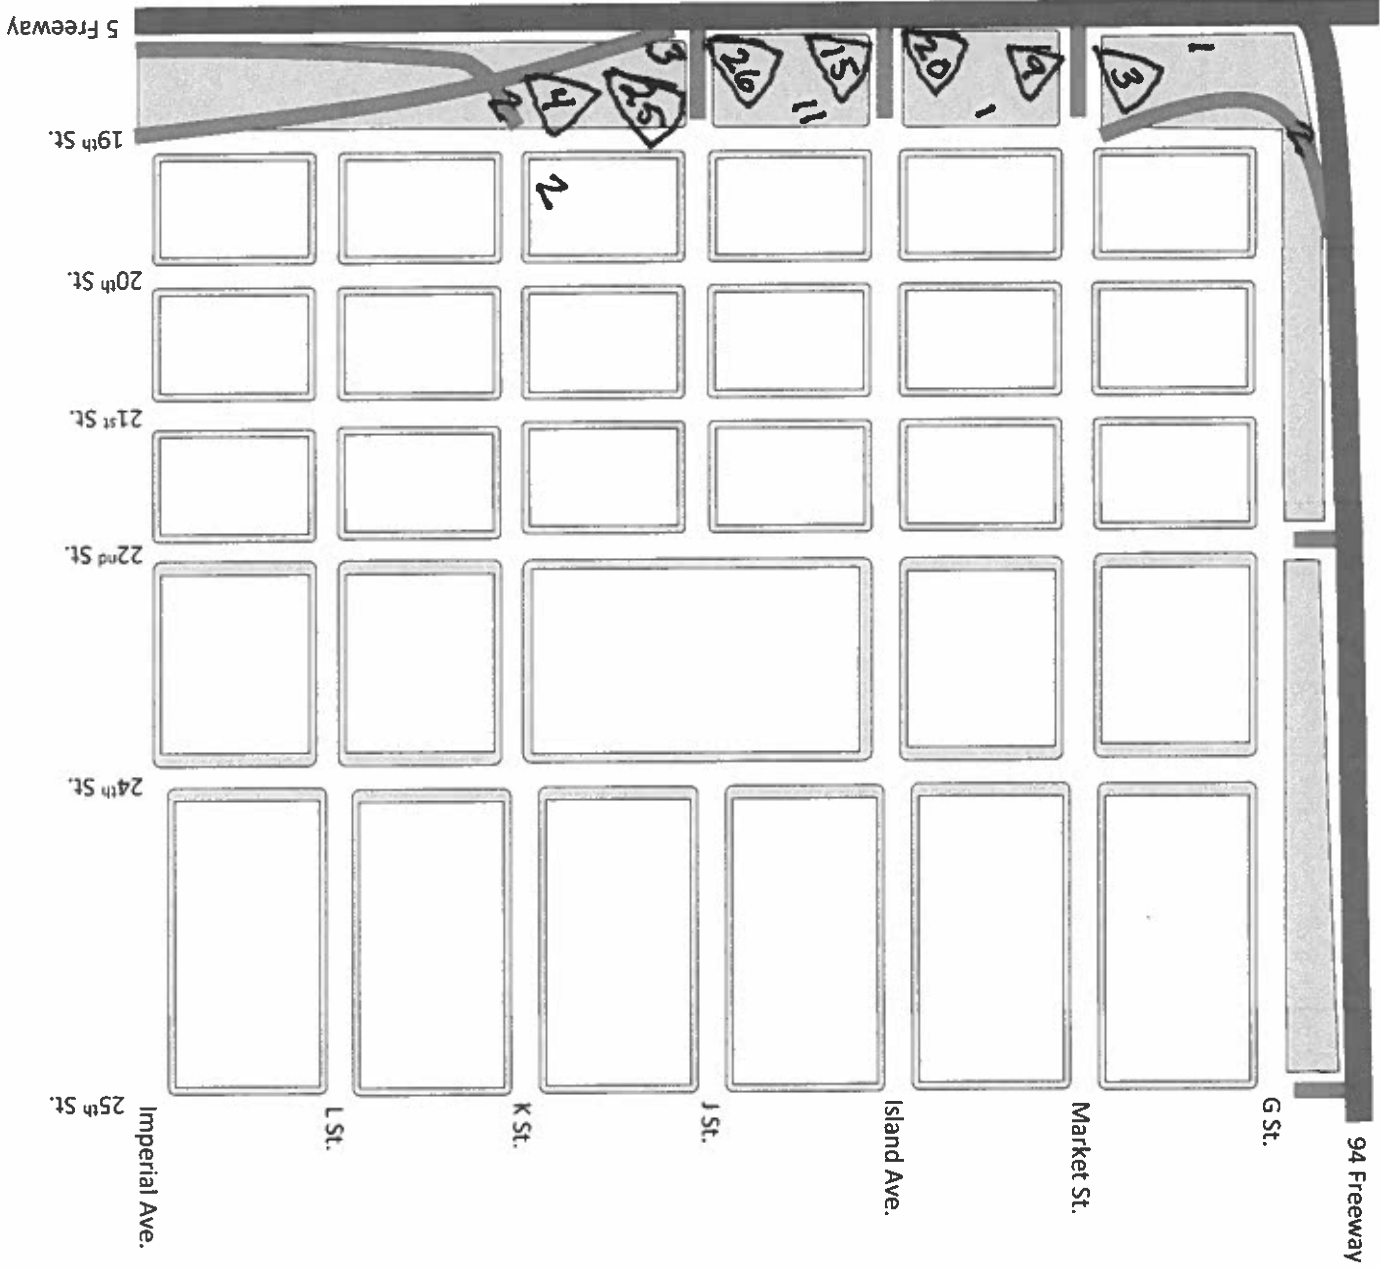 5 Freeway
3
26
15
20
9
3
1
2
4
25
11
1
2
19th St.
2
20th St.
21st St.
22nd St.
24th St.
25th St.
Imperial Ave.
L St.
K St.
J St.
Island Ave.
Market St.
G St.
94 Freeway